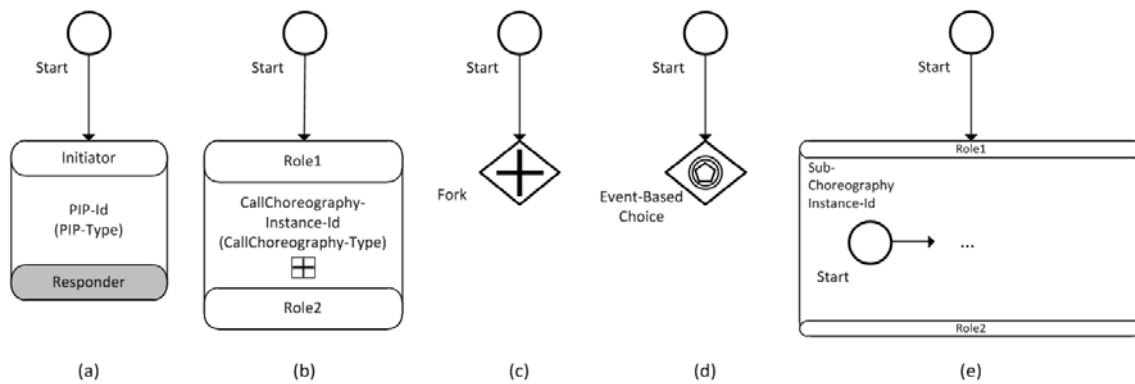 Start
Initiator
PIP-Id
(PIP-Type)
Responder
(a)
Start
Role1
CallChoreography-
Instance-Id
(CallChoreography-Type)
Role2
(b)
Start
Fork
(c)
Start
Event-Based
Choice
(d)
Start
Role1
Sub-
Choreography
Instance-Id
Start
...
Role2
(e)